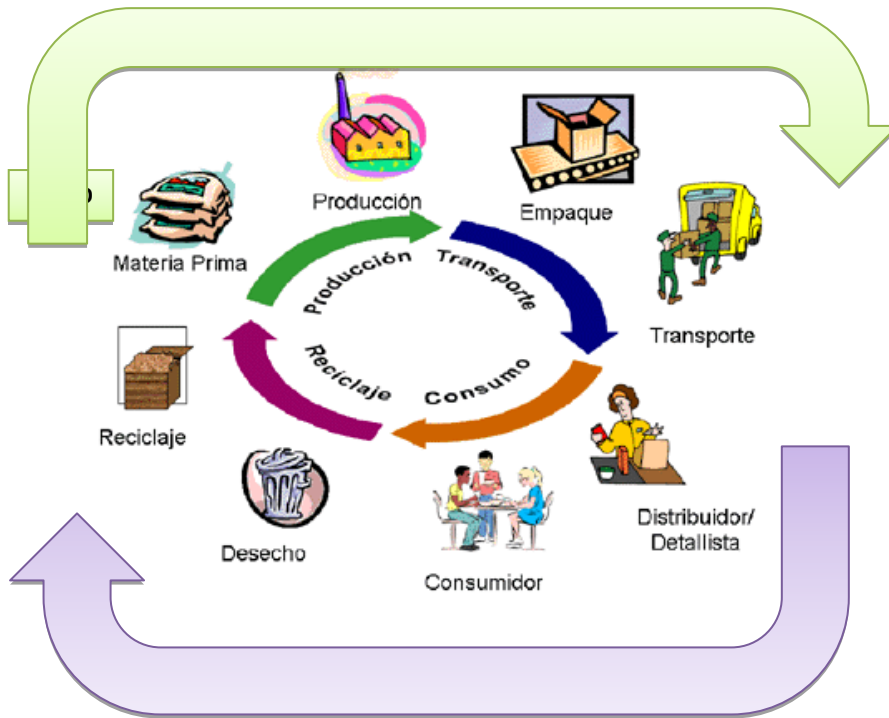 Producción
Empaque
Materia Prima
Transporte
Producción
Transporte
Reciclaje
Consumo
Reciclaje
Distribuidor/
Detallista
Desecho
Consumidor